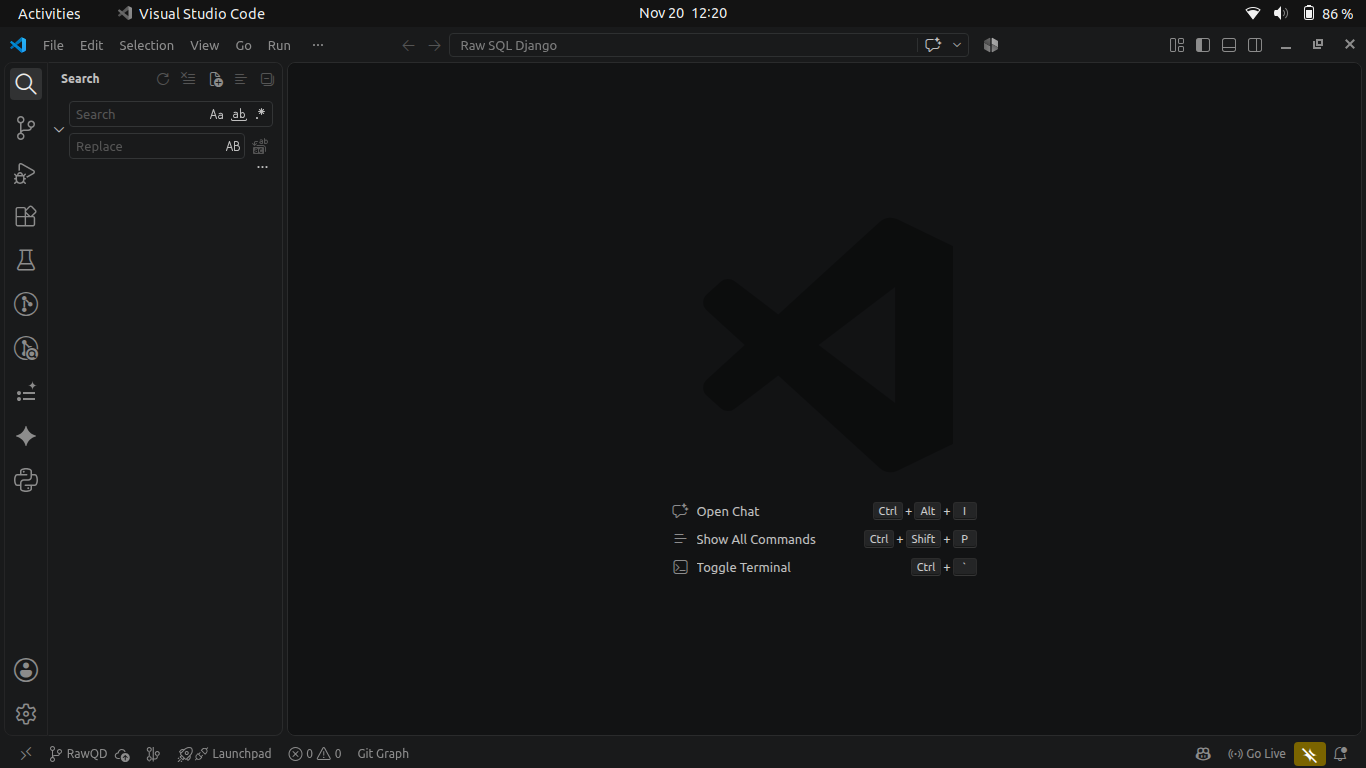 Activities Visual Studio Code Nov 20 12:20 86 %
File Edit Selection View Go Run ··· Raw SQL Django
Search
Search Aa ab .*
Replace AB
···
Open Chat Ctrl + Alt + I
Show All Commands Ctrl + Shift + P
Toggle Terminal Ctrl + `
RawQD Launchpad 0 0 Git Graph Go Live